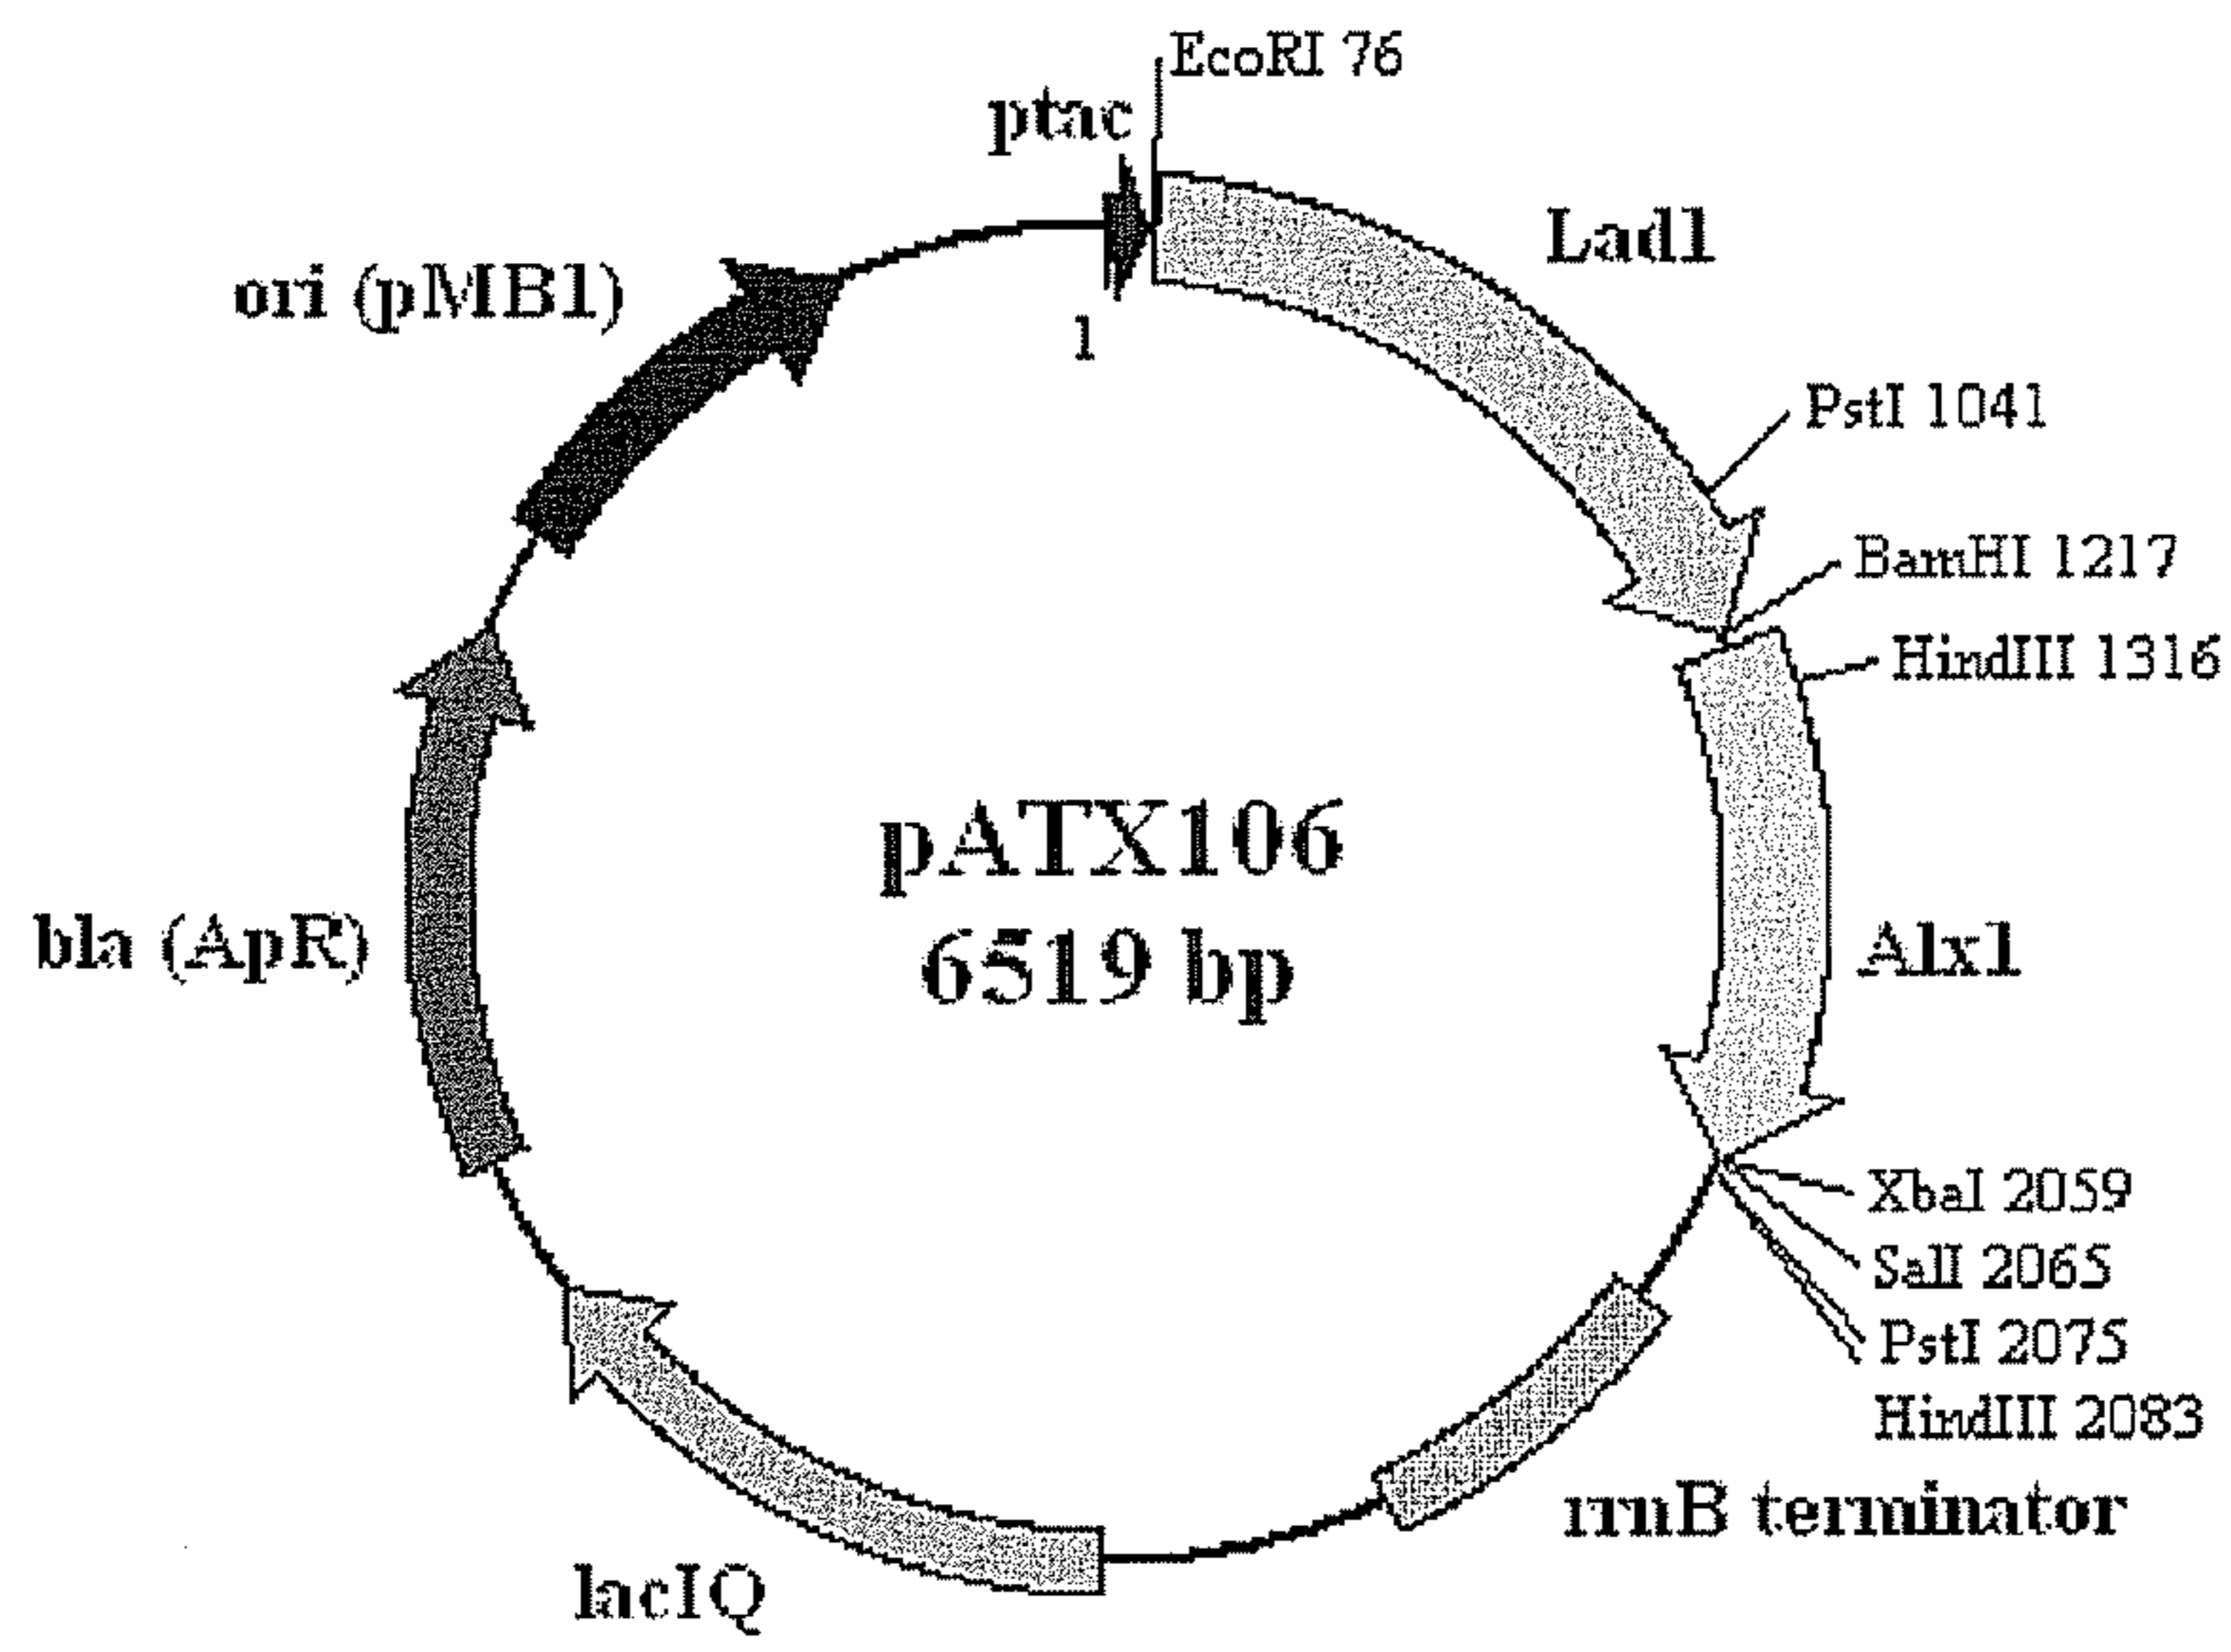 EcoRI 76
ptac
Lad1
ori (pMB1)
1
PstI 1041
BamHI 1217
HindIII 1316
pATX106
6519 bp
bla (ApR)
Alx1
XbaI 2059
SalI 2065
PstI 2075
HindIII 2083
rrnB terminator
lacIQ